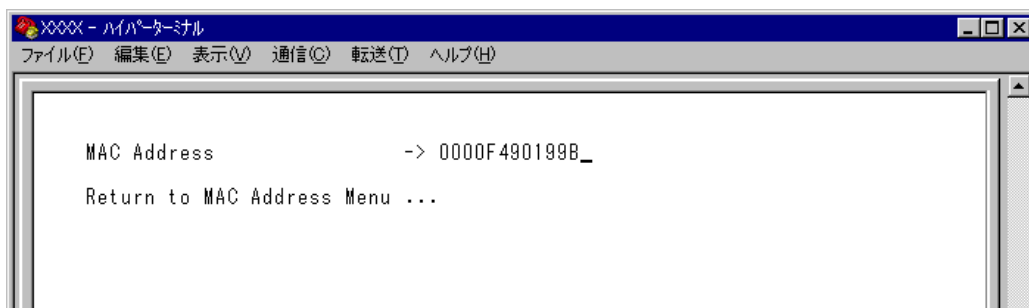 XXXX - ハイパーターミナル
ファイル(F) 編集(E) 表示(V) 通信(C) 転送(T) ヘルプ(H)
MAC Address -> 0000F490199B_
Return to MAC Address Menu ...